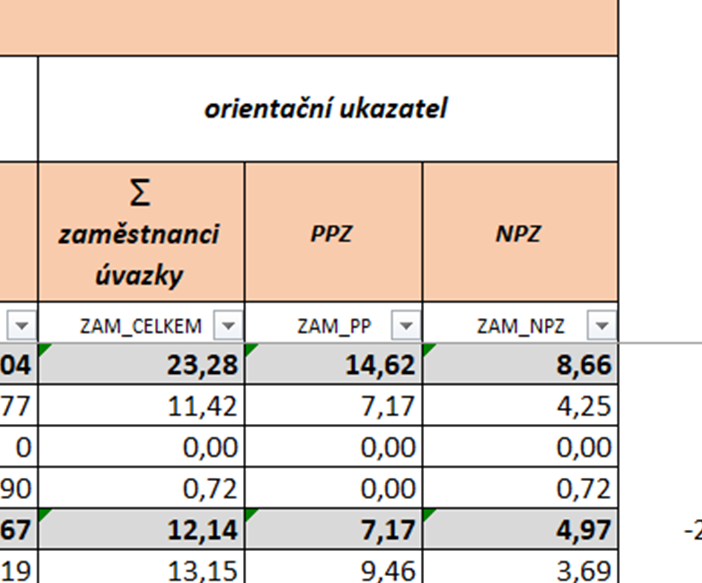 orientační ukazatel
Σ
zaměstnanci PPZ NPZ
úvazky
ZAM_CELKEM ZAM_PP ZAM_NPZ
04 23,28 14,62 8,66
77 11,42 7,17 4,25
0 0,00 0,00 0,00
90 0,72 0,00 0,72
67 12,14 7,17 4,97 -2
19 13,15 9,46 3,69